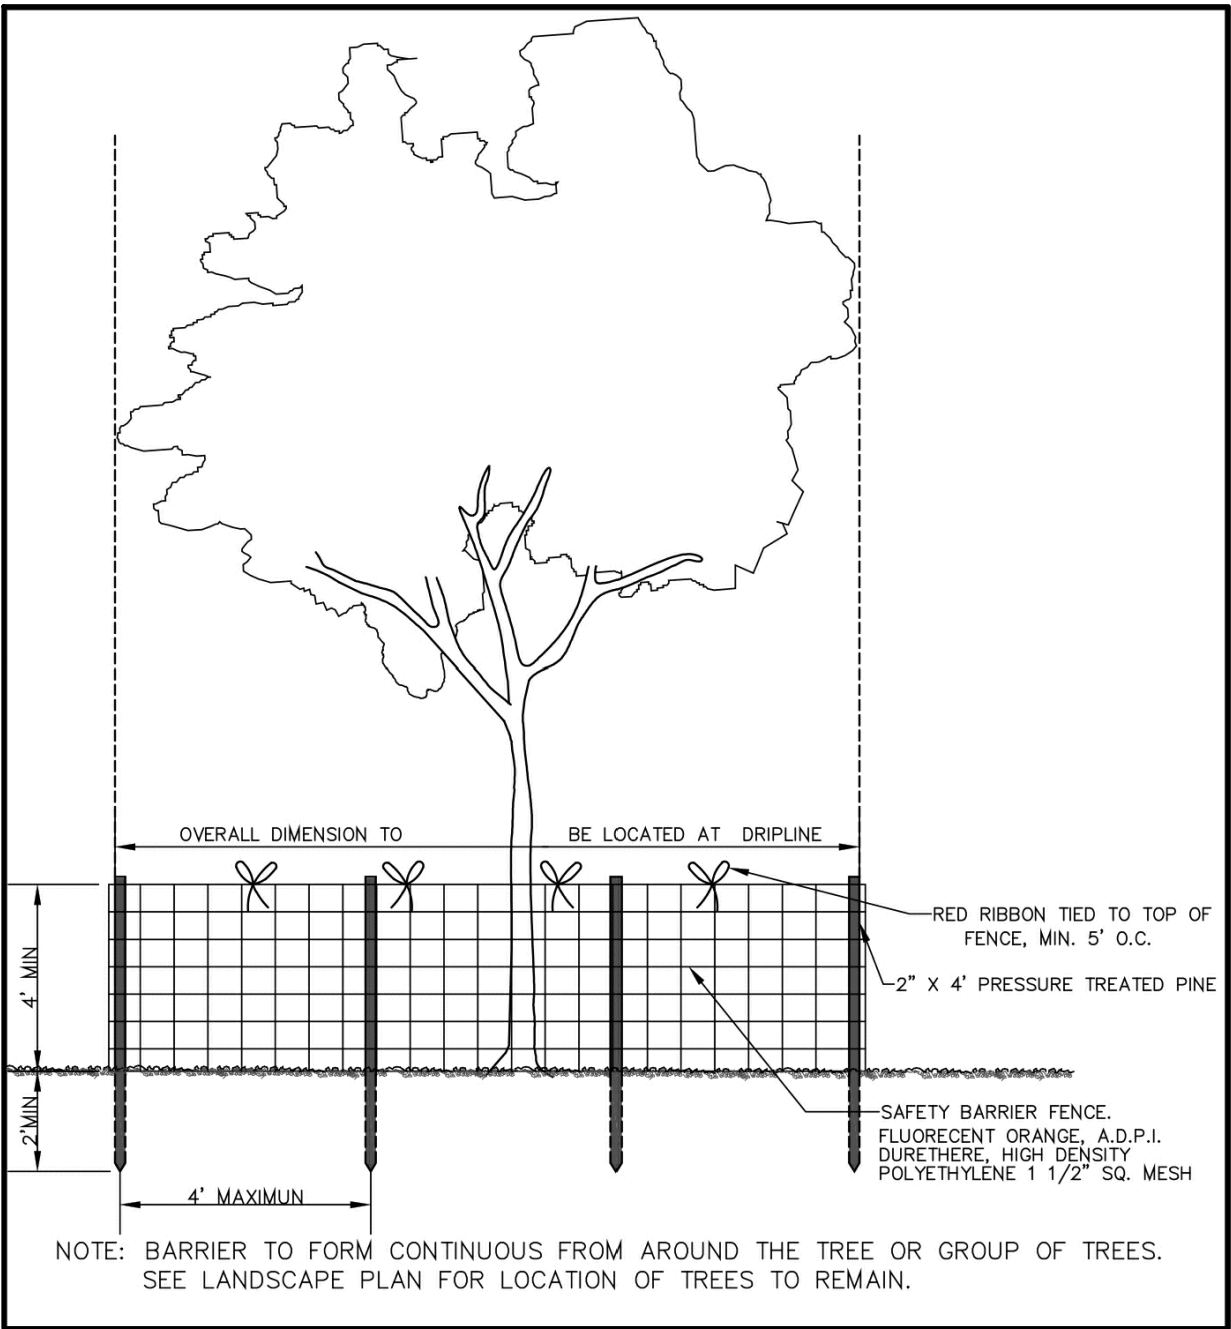 OVERALL DIMENSION TO BE LOCATED AT DRIPLINE
RED RIBBON TIED TO TOP OF
FENCE, MIN. 5' O.C.
4' MIN
2" X 4' PRESSURE TREATED PINE
2'MIN
SAFETY BARRIER FENCE.
FLUORECENT ORANGE, A.D.P.I.
DURETHERE, HIGH DENSITY
POLYETHYLENE 1 1/2" SQ. MESH
4' MAXIMUN
NOTE: BARRIER TO FORM CONTINUOUS FROM AROUND THE TREE OR GROUP OF TREES.
SEE LANDSCAPE PLAN FOR LOCATION OF TREES TO REMAIN.